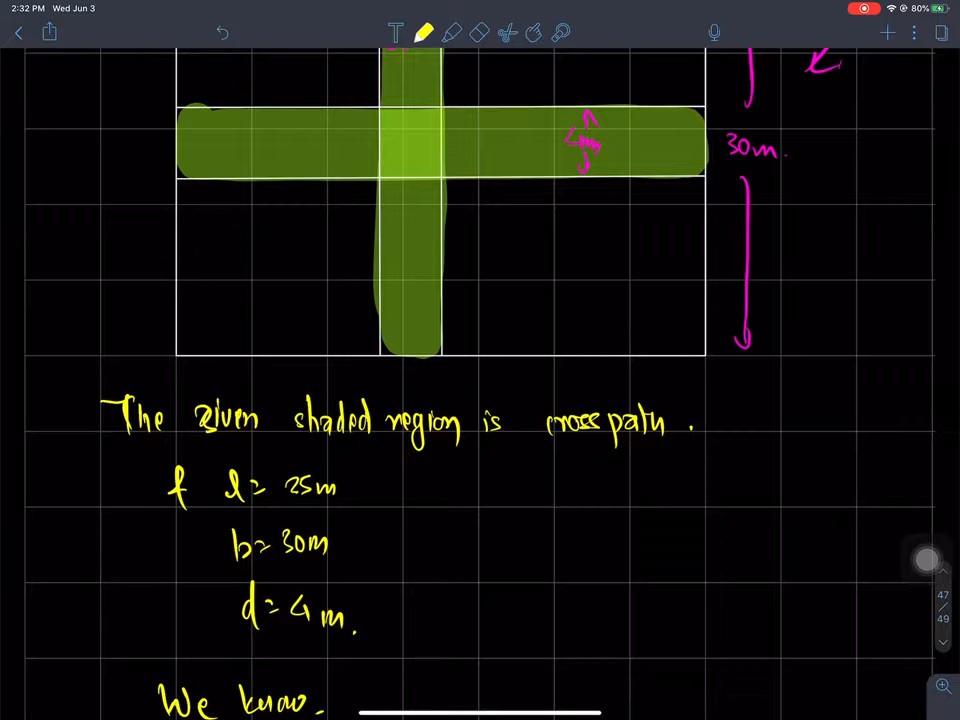 2:32 PM Wed Jun 3 80%
T
4m
30m.
The given shaded region is cross path.
f l = 25m
b = 30m
d = 4 m.
47
/
49
We know.